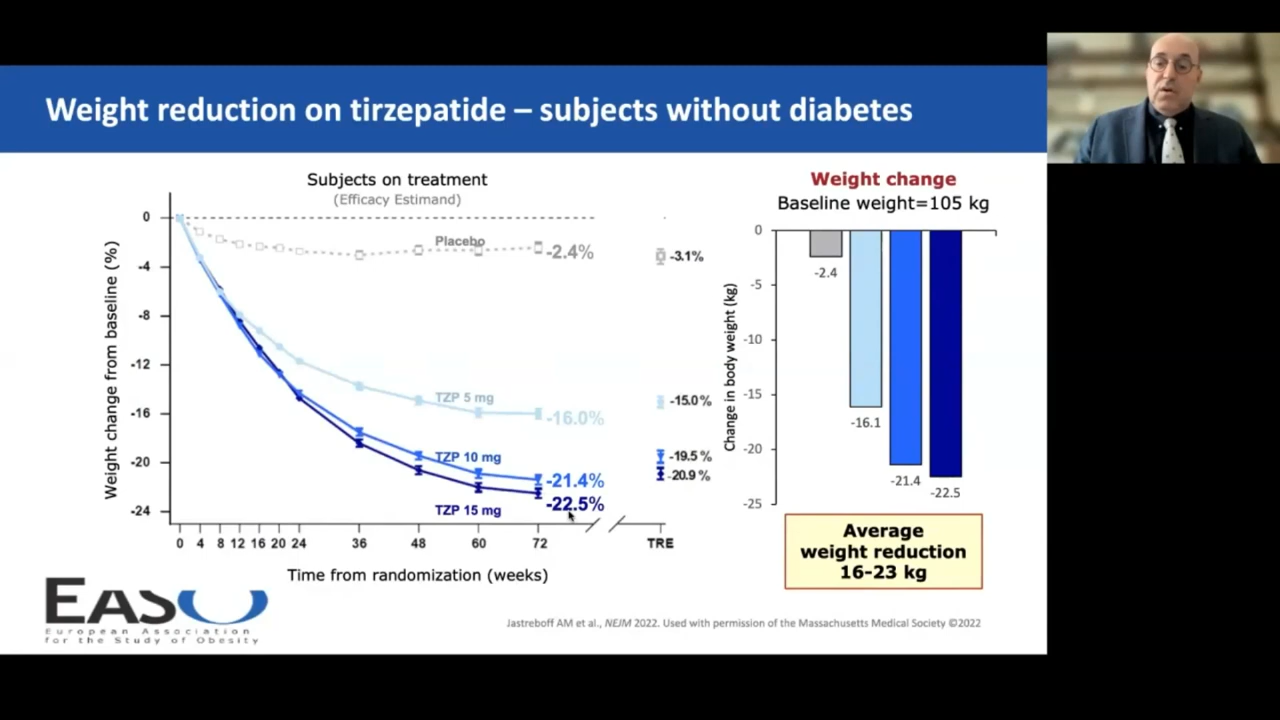 Weight reduction on tirzepatide – subjects without diabetes
Subjects on treatment
(Efficacy Estimand)
Weight change from baseline (%)
0
-4
-8
-12
-16
-20
-24
Placebo
-2.4%
-3.1%
TZP 5 mg
-16.0%
-15.0 %
TZP 10 mg
-21.4%
-19.5 %
-20.9 %
TZP 15 mg
-22.5%
0 4 8 12 16 20 24 36 48 60 72 TRE
Time from randomization (weeks)
Weight change
Baseline weight=105 kg
Change in body weight (kg)
0
-5
-10
-15
-20
-25
-2.4
-16.1
-21.4
-22.5
Average
weight reduction
16-23 kg
EASO
European Association
for the Study of Obesity
Jastreboff AM et al., NEJM 2022. Used with permission of the Massachusetts Medical Society ©2022